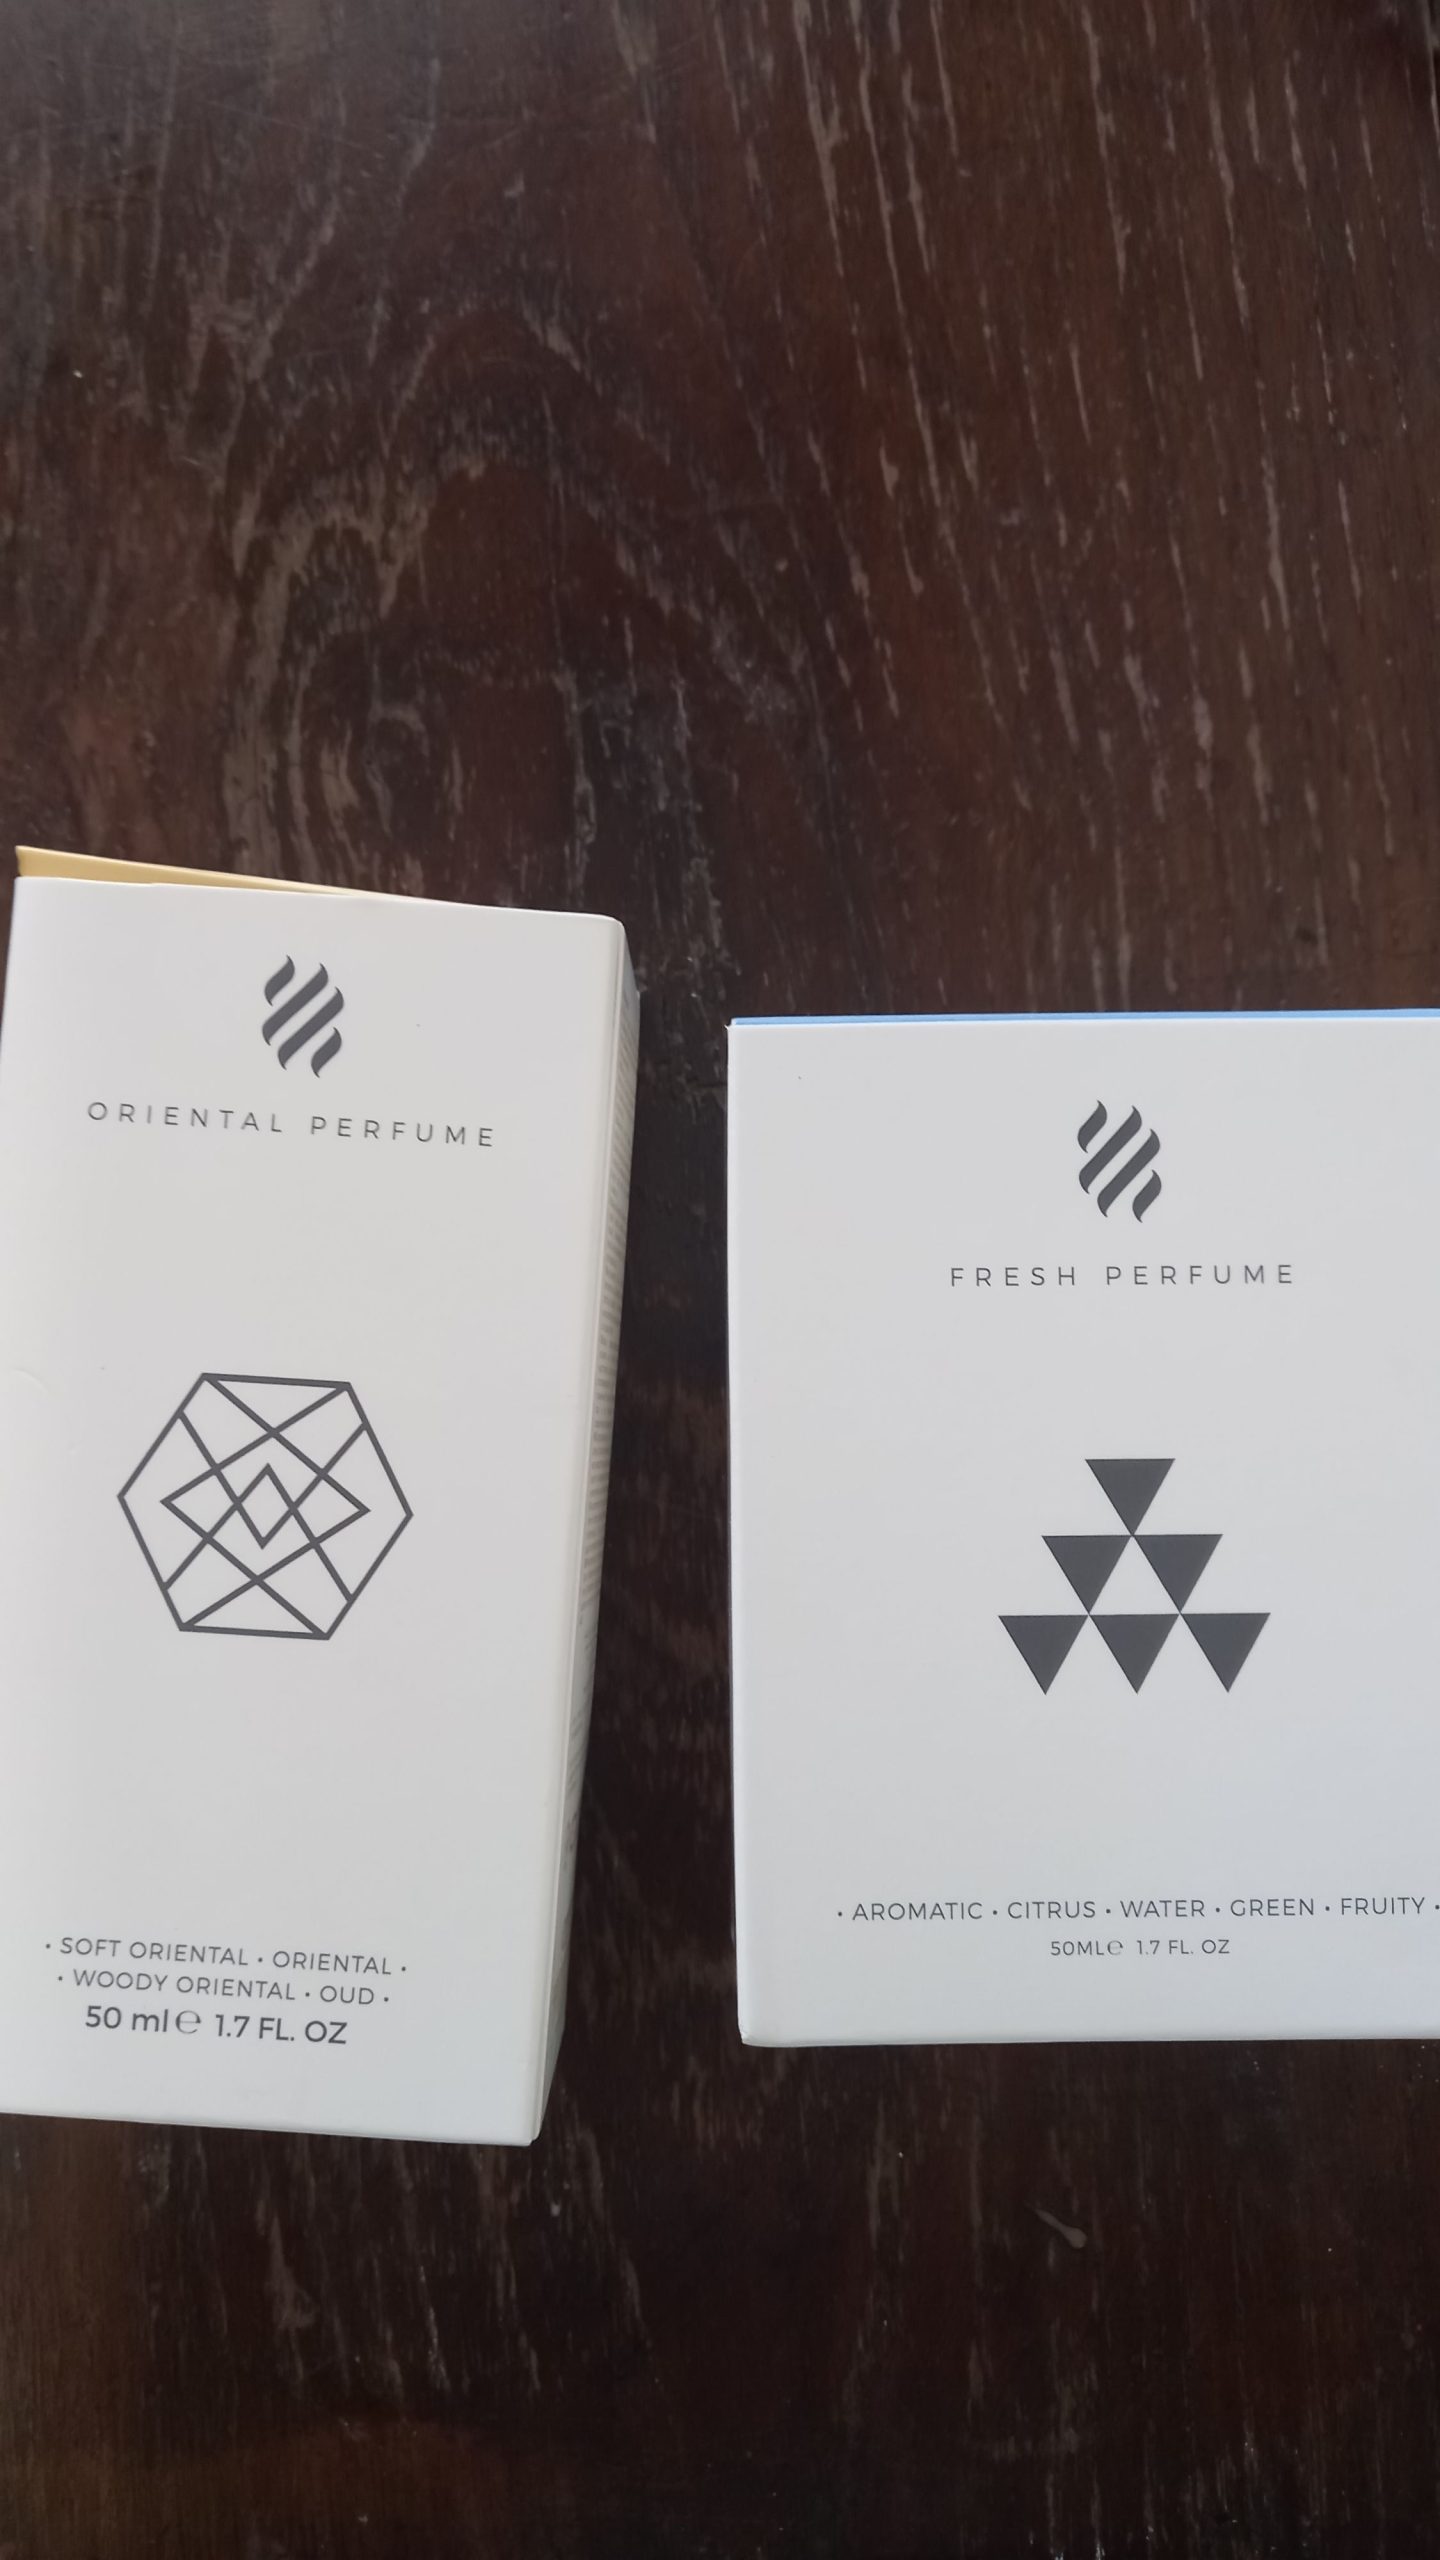 ORIENTAL PERFUME
• SOFT ORIENTAL • ORIENTAL •
• WOODY ORIENTAL • OUD •
50 ml℮ 1.7 FL. OZ
FRESH PERFUME
• AROMATIC • CITRUS • WATER • GREEN • FRUITY •
50ML℮ 1.7 FL. OZ